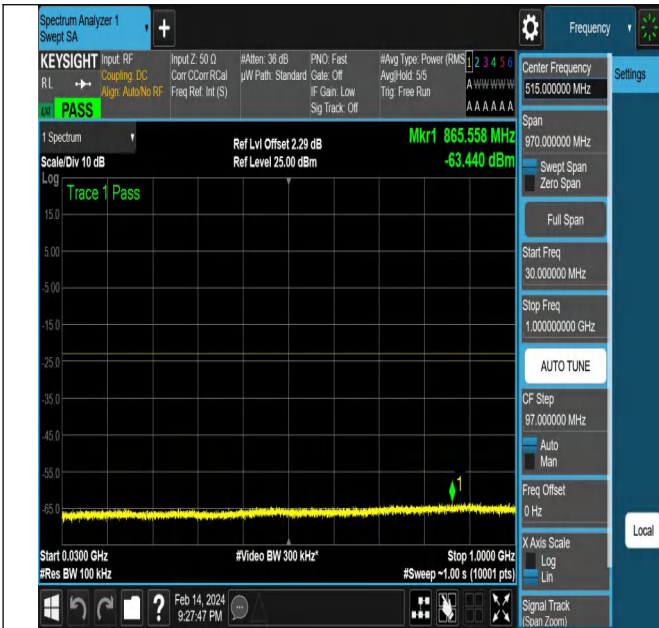 Spectrum Analyzer 1
Swept SA
+
Frequency
KEYSIGHT
RL
PASS
Input: RF
Coupling: DC
Align: Auto/No RF
Input Z: 50 Ω
Corr CCorr RCal
Freq Ref: Int (S)
#Atten: 36 dB
µW Path: Standard
PNO: Fast
Gate: Off
IF Gain: Low
Sig Track: Off
#Avg Type: Power (RMS
Avg|Hold: 5/5
Trig: Free Run
1 2 3 4 5 6
A W W W W W
A A A A A A
1 Spectrum
Scale/Div 10 dB
Log
Ref Lvl Offset 2.29 dB
Ref Level 25.00 dBm
Mkr1 865.558 MHz
-63.440 dBm
Trace 1 Pass
15.0
5.00
-5.00
-15.0
-25.0
-35.0
-45.0
-55.0
-65.0
1
Start 0.0300 GHz
#Res BW 100 kHz
#Video BW 300 kHz*
Stop 1.0000 GHz
#Sweep ~1.00 s (10001 pts)
?
Feb 14, 2024
9:27:47 PM
Center Frequency
515.000000 MHz
Settings
Span
970.000000 MHz
Swept Span
Zero Span
Full Span
Start Freq
30.000000 MHz
Stop Freq
1.000000000 GHz
AUTO TUNE
CF Step
97.000000 MHz
Auto
Man
Freq Offset
0 Hz
X Axis Scale
Log
Lin
Local
Signal Track
(Span Zoom)